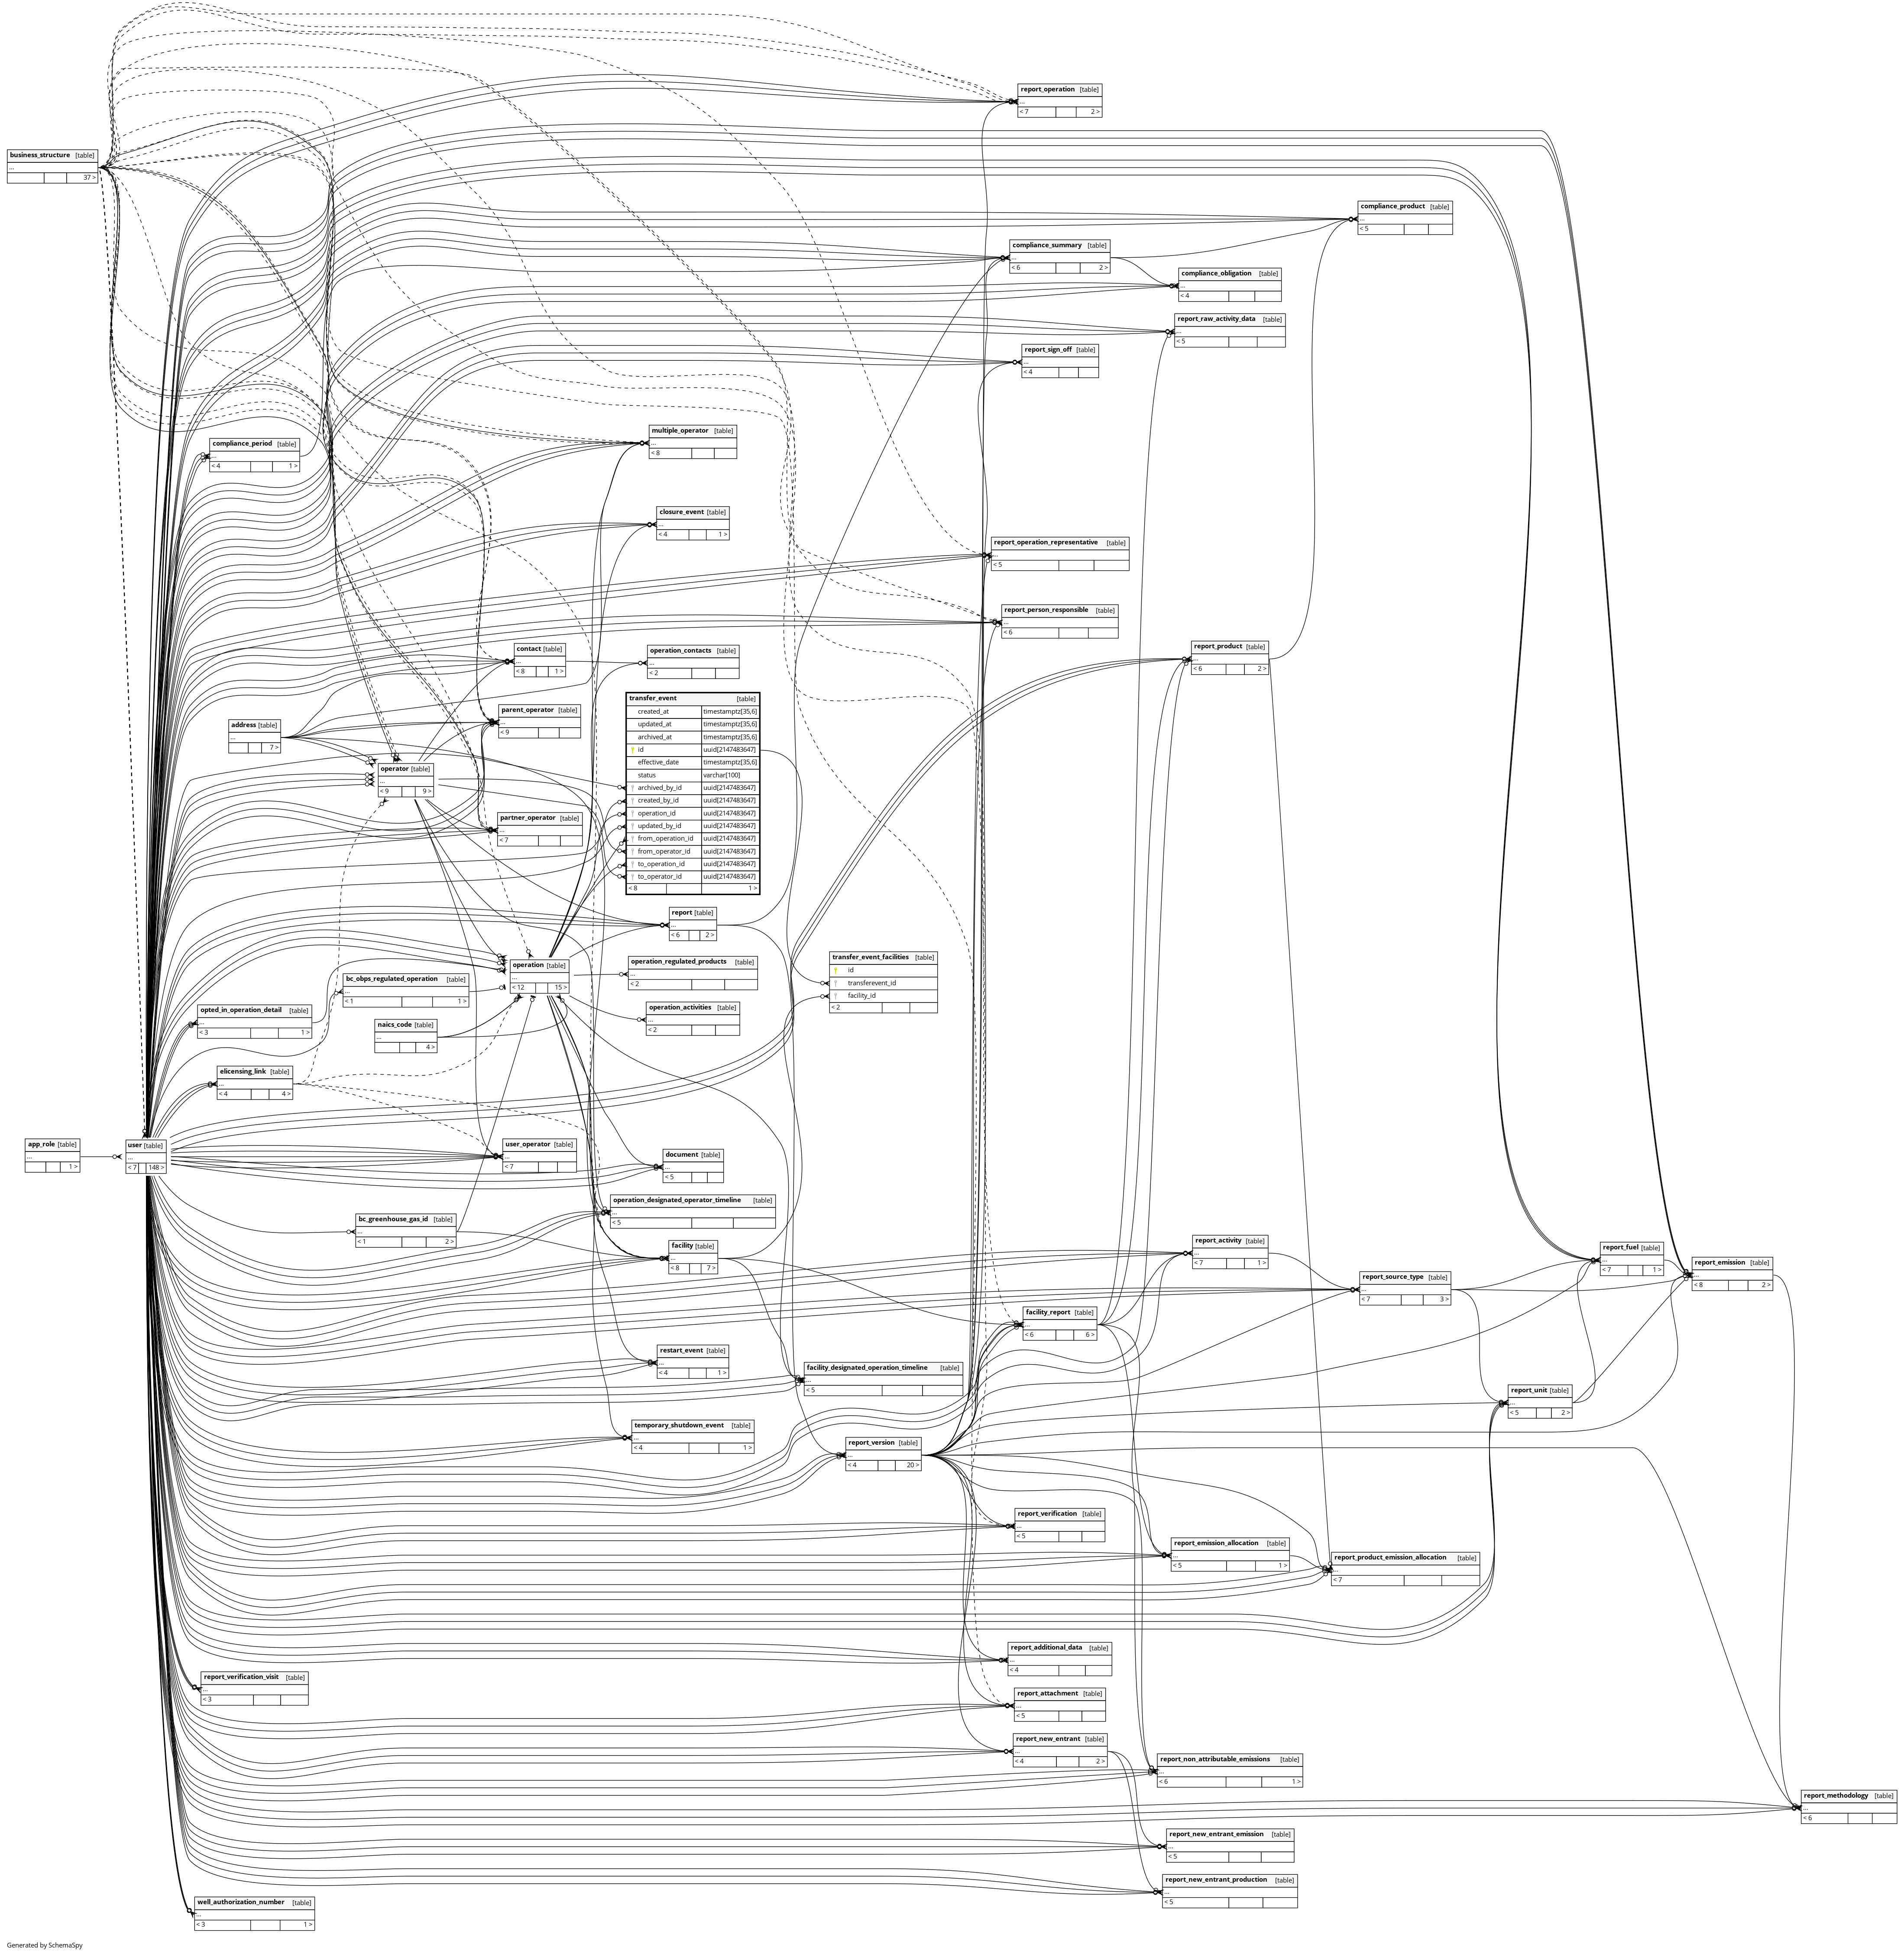 report_operation [table]
...
< 7 2 >
business_structure [table]
...
37 >
compliance_product [table]
...
< 5
compliance_summary [table]
...
< 6 2 >
compliance_obligation [table]
...
< 4
report_raw_activity_data [table]
...
< 5
report_sign_off [table]
...
< 4
multiple_operator [table]
...
< 8
compliance_period [table]
...
< 4 1 >
closure_event [table]
...
< 4 1 >
report_operation_representative [table]
...
< 5
report_person_responsible [table]
...
< 6
contact [table]
...
< 8 1 >
operation_contacts [table]
...
< 2
report_product [table]
...
< 6 2 >
transfer_event [table]
created_at timestamptz[35,6]
updated_at timestamptz[35,6]
archived_at timestamptz[35,6]
id uuid[2147483647]
effective_date timestamptz[35,6]
status varchar[100]
archived_by_id uuid[2147483647]
created_by_id uuid[2147483647]
operation_id uuid[2147483647]
updated_by_id uuid[2147483647]
from_operation_id uuid[2147483647]
from_operator_id uuid[2147483647]
to_operation_id uuid[2147483647]
to_operator_id uuid[2147483647]
< 8 1 >
parent_operator [table]
...
< 9
address [table]
...
7 >
operator [table]
...
< 9 9 >
partner_operator [table]
...
< 7
report [table]
...
< 6 2 >
operation [table]
...
< 12 15 >
operation_regulated_products [table]
...
< 2
transfer_event_facilities [table]
id
transferevent_id
facility_id
< 2
bc_obps_regulated_operation [table]
...
< 1 1 >
operation_activities [table]
...
< 2
opted_in_operation_detail [table]
...
< 3 1 >
naics_code [table]
...
4 >
elicensing_link [table]
...
< 4 4 >
app_role [table]
...
1 >
user [table]
...
< 7 148 >
user_operator [table]
...
< 7
document [table]
...
< 5
operation_designated_operator_timeline [table]
...
< 5
bc_greenhouse_gas_id [table]
...
< 1 2 >
facility [table]
...
< 8 7 >
report_activity [table]
...
< 7 1 >
report_fuel [table]
...
< 7 1 >
report_emission [table]
...
< 8 2 >
report_source_type [table]
...
< 7 3 >
facility_report [table]
...
< 6 6 >
restart_event [table]
...
< 4 1 >
facility_designated_operation_timeline [table]
...
< 5
report_unit [table]
...
< 5 2 >
temporary_shutdown_event [table]
...
< 4 1 >
report_version [table]
...
< 4 20 >
report_verification [table]
...
< 5
report_emission_allocation [table]
...
< 5 1 >
report_product_emission_allocation [table]
...
< 7
report_additional_data [table]
...
< 4
report_verification_visit [table]
...
< 3
report_attachment [table]
...
< 5
report_new_entrant [table]
...
< 4 2 >
report_non_attributable_emissions [table]
...
< 6 1 >
report_methodology [table]
...
< 6
report_new_entrant_emission [table]
...
< 5
report_new_entrant_production [table]
...
< 5
well_authorization_number [table]
...
< 3 1 >
Generated by SchemaSpy